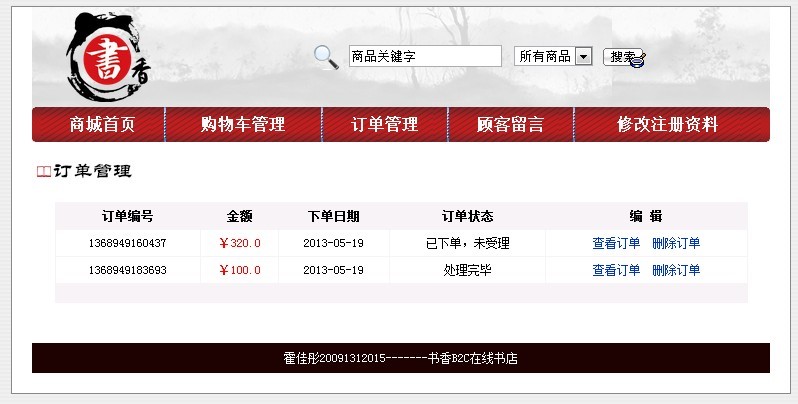 書香
商品关键字 所有商品 搜索
商城首页 购物车管理 订单管理 顾客留言 修改注册资料
订单管理
订单编号 金额 下单日期 订单状态 编 辑
1368949160437 ￥320.0 2013-05-19 已下单，未受理 查看订单 删除订单
1368949183693 ￥100.0 2013-05-19 处理完毕 查看订单 删除订单
霍佳彤20091312015-------书香B2C在线书店